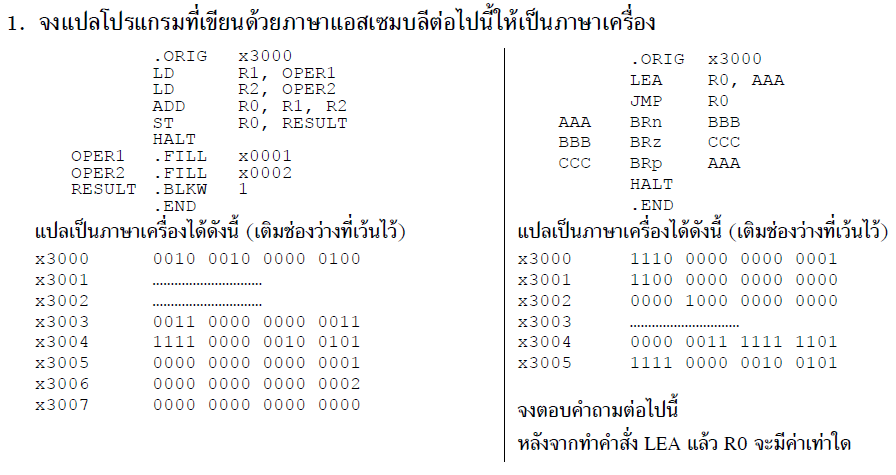 1. จงแปลโปรแกรมที่เขียนด้วยภาษาแอสเซมบลีต่อไปนี้ให้เป็นภาษาเครื่อง
.ORIG x3000
LD R1, OPER1
LD R2, OPER2
ADD R0, R1, R2
ST R0, RESULT
HALT
OPER1 .FILL x0001
OPER2 .FILL x0002
RESULT .BLKW 1
.END
แปลเป็นภาษาเครื่องได้ดังนี้ (เติมช่องว่างที่เว้นไว้)
x3000 0010 0010 0000 0100
x3001 ..............................
x3002 ..............................
x3003 0011 0000 0000 0011
x3004 1111 0000 0010 0101
x3005 0000 0000 0000 0001
x3006 0000 0000 0000 0002
x3007 0000 0000 0000 0000
.ORIG x3000
LEA R0, AAA
JMP R0
AAA BRn BBB
BBB BRz CCC
CCC BRp AAA
HALT
.END
แปลเป็นภาษาเครื่องได้ดังนี้ (เติมช่องว่างที่เว้นไว้)
x3000 1110 0000 0000 0001
x3001 1100 0000 0000 0000
x3002 0000 1000 0000 0000
x3003 ..............................
x3004 0000 0011 1111 1101
x3005 1111 0000 0010 0101
จงตอบคำถามต่อไปนี้
หลังจากทำคำสั่ง LEA แล้ว R0 จะมีค่าเท่าใด